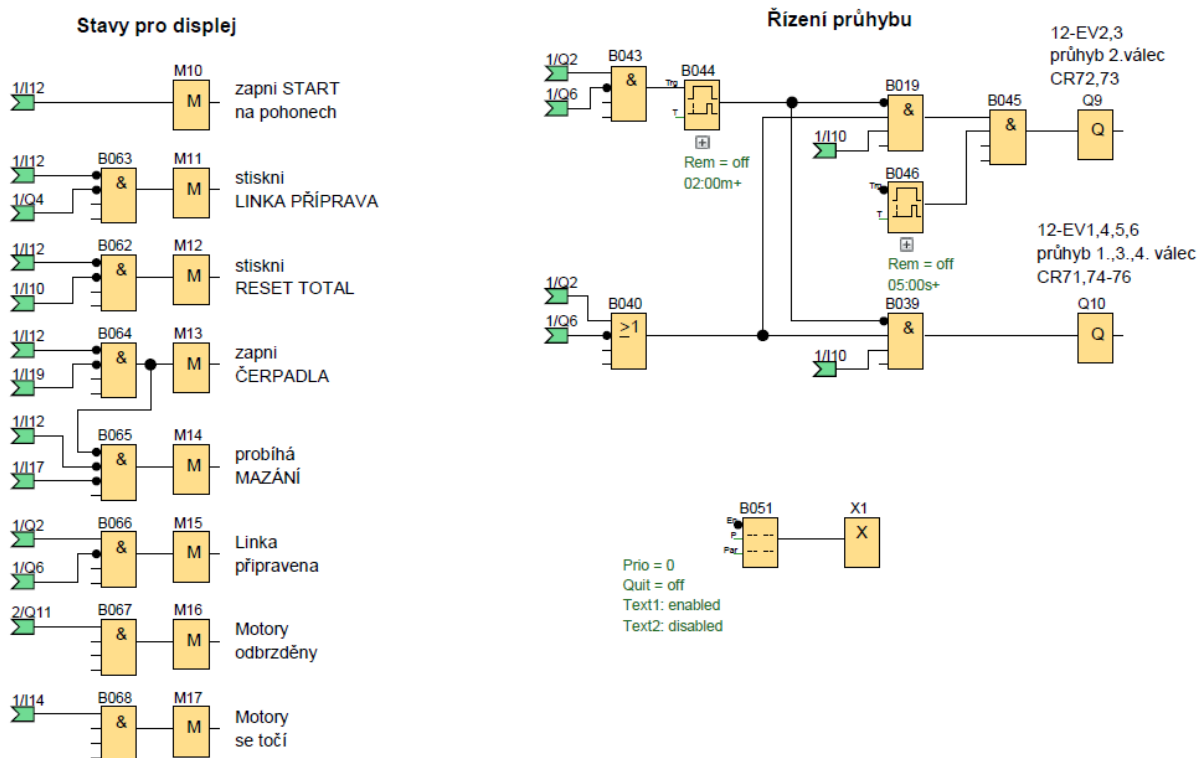 Stavy pro displej
1/I12
M10
M
zapni START
na pohonech
1/I12
1/Q4
B063
&
M11
M
stiskni
LINKA PŘÍPRAVA
1/I12
1/I10
B062
&
M12
M
stiskni
RESET TOTAL
1/I12
1/I19
B064
&
M13
M
zapni
ČERPADLA
1/I12
1/I17
B065
&
M14
M
probíhá
MAZÁNÍ
1/Q2
1/Q6
B066
&
M15
M
Linka
připravena
2/Q11
B067
&
M16
M
Motory
odbrzděny
1/I14
B068
&
M17
M
Motory
se točí
Řízení průhybu
1/Q2
1/Q6
B043
&
B044
Trg
T
Rem = off
02:00m+
B019
&
1/I10
B045
&
12-EV2,3
průhyb 2.válec
CR72,73
Q9
Q
B046
Trg
T
Rem = off
05:00s+
1/Q2
1/Q6
B040
>1
B039
&
1/I10
12-EV1,4,5,6
průhyb 1.,3.,4. válec
CR71,74-76
Q10
Q
B051
En
P
Par
X1
X
Prio = 0
Quit = off
Text1: enabled
Text2: disabled